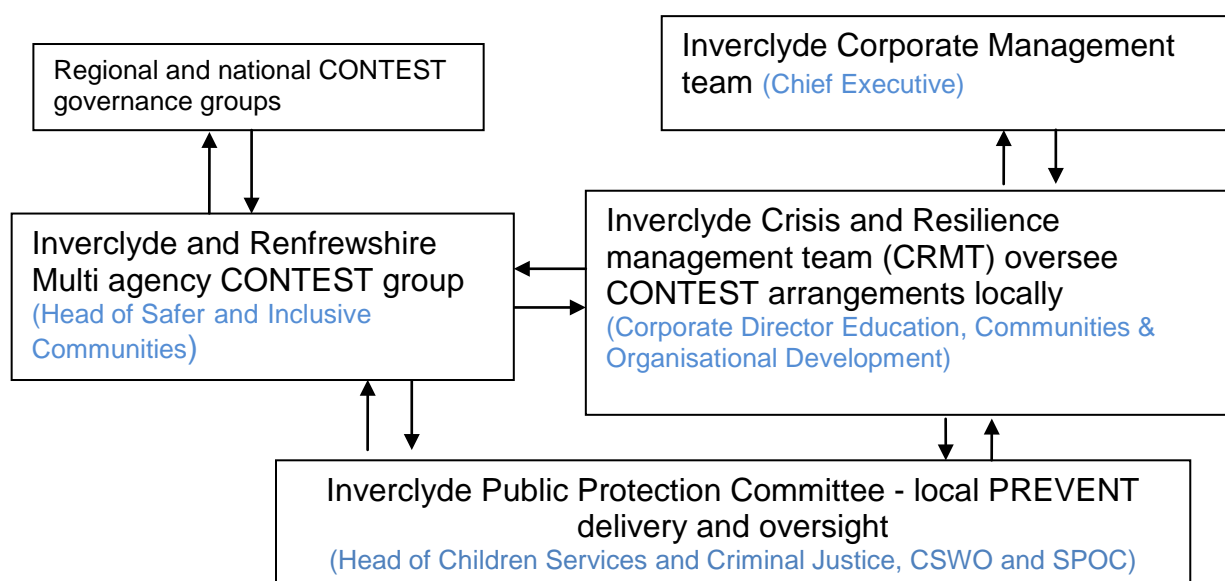 Regional and national CONTEST
governance groups
Inverclyde Corporate Management
team (Chief Executive)
Inverclyde and Renfrewshire
Multi agency CONTEST group
(Head of Safer and Inclusive
Communities)
Inverclyde Crisis and Resilience
management team (CRMT) oversee
CONTEST arrangements locally
(Corporate Director Education, Communities &
Organisational Development)
Inverclyde Public Protection Committee - local PREVENT
delivery and oversight
(Head of Children Services and Criminal Justice, CSWO and SPOC)